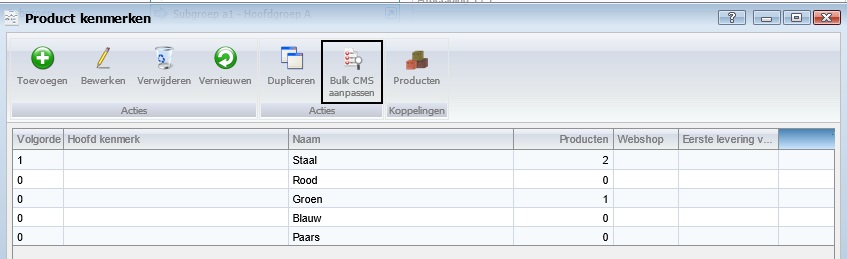 Subgroep a1 - Hoofdgroep A
Product kenmerken
?
Toevoegen Bewerken Verwijderen Vernieuwen Dupliceren Bulk CMS aanpassen Producten
Acties Acties Koppelingen
Volgorde Hoofd kenmerk Naam Producten Webshop Eerste levering v...
1 Staal 2
0 Rood 0
0 Groen 1
0 Blauw 0
0 Paars 0